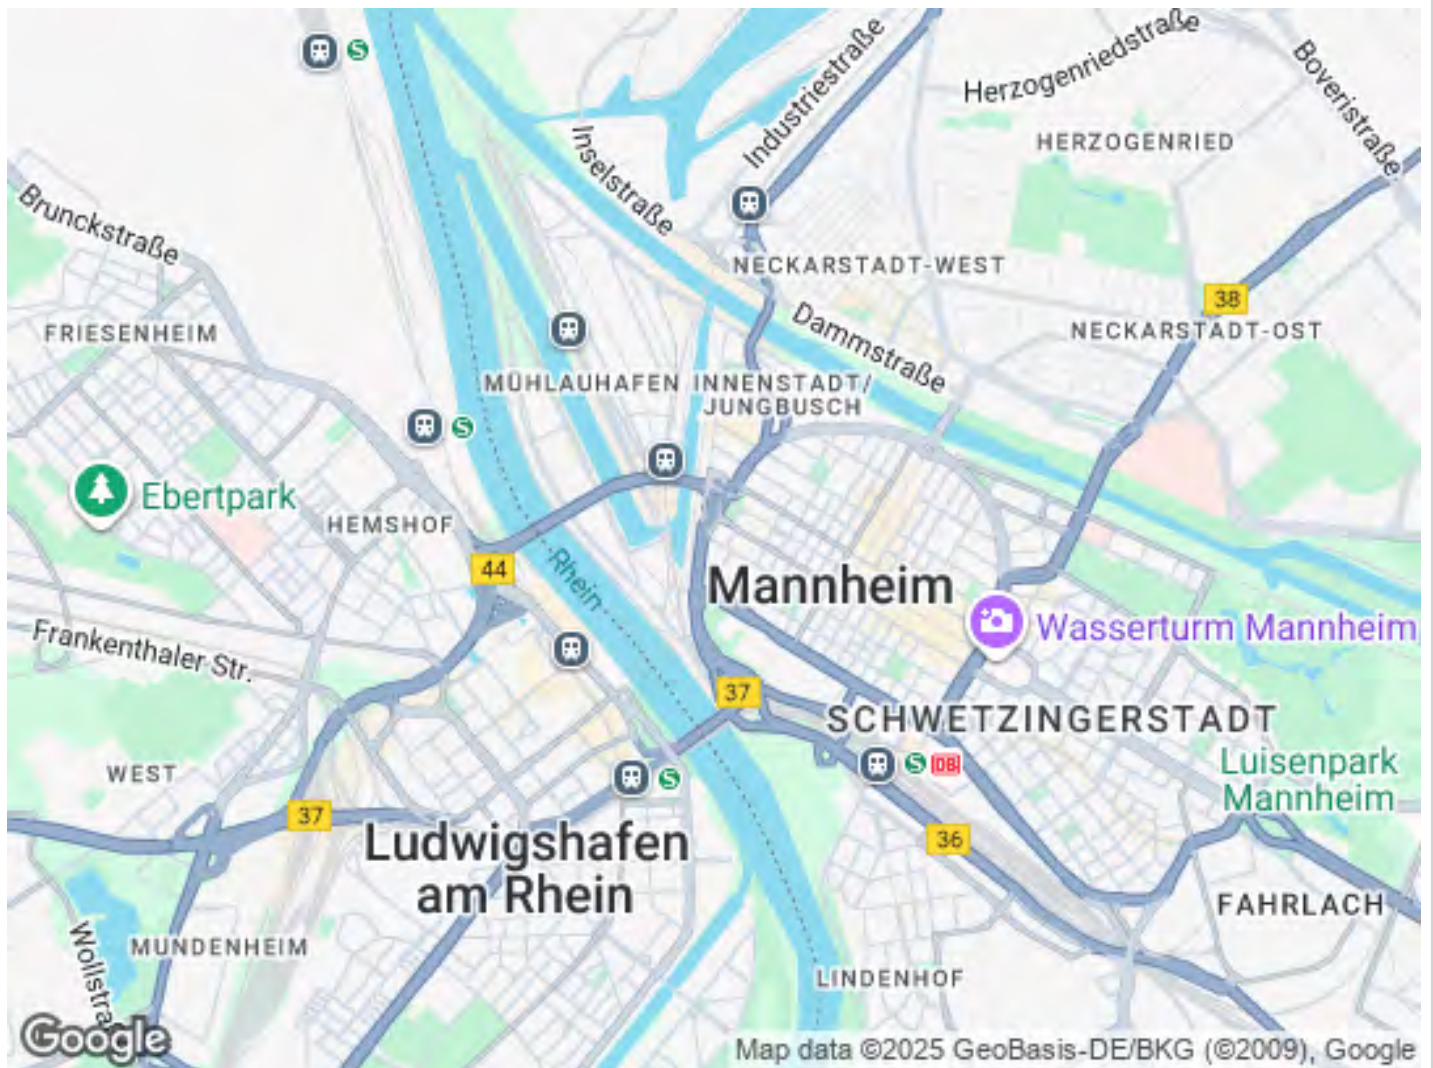 S
Industriestraße
Herzogenriedstraße
Boveristraße
HERZOGENRIED
Inselstraße
Brunckstraße
NECKARSTADT-WEST
38
FRIESENHEIM
Dammstraße
NECKARSTADT-OST
MÜHLAUHAFEN
INNENSTADT/
JUNGBUSCH
S
Ebertpark
HEMSHOF
44
Rhein
Mannheim
Wasserturm Mannheim
Frankenthaler Str.
37
SCHWETZINGERSTADT
WEST
S
S
DB
Luisenpark
Mannheim
37
36
Ludwigshafen
am Rhein
FAHRLACH
MUNDENHEIM
LINDENHOF
Google
Map data ©2025 GeoBasis-DE/BKG (©2009), Google